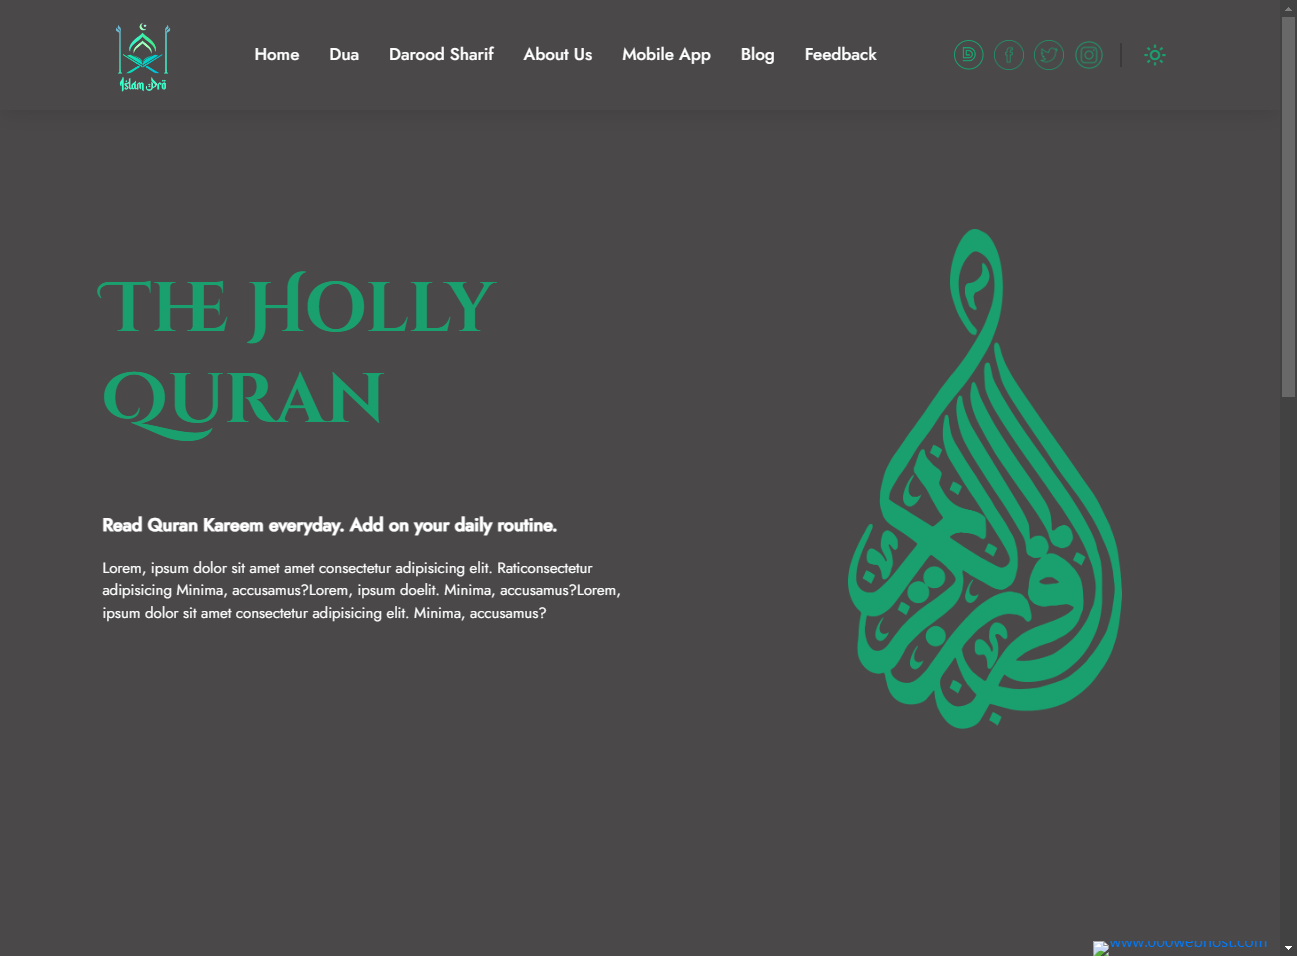 Islam Pro
Home
Dua
Darood Sharif
About Us
Mobile App
Blog
Feedback
The Holly
Quran
Read Quran Kareem everyday. Add on your daily routine.
Lorem, ipsum dolor sit amet amet consectetur adipisicing elit. Raticonsectetur
adipisicing Minima, accusamus?Lorem, ipsum doelit. Minima, accusamus?Lorem,
ipsum dolor sit amet consectetur adipisicing elit. Minima, accusamus?
www.000webhost.com